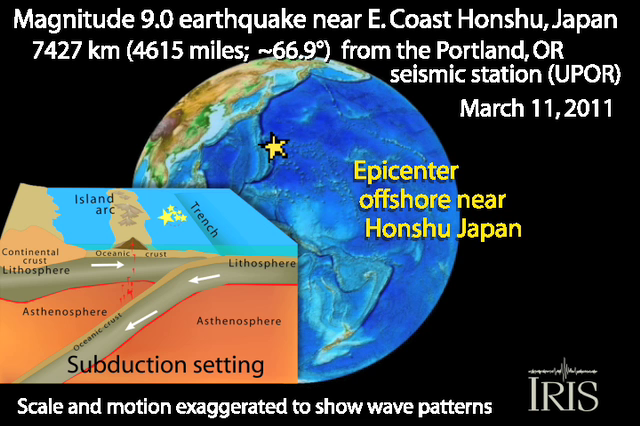 Magnitude 9.0 earthquake near E. Coast Honshu, Japan
7427 km (4615 miles; ~66.9°) from the Portland, OR
seismic station (UPOR)
March 11, 2011
Epicenter
offshore near
Honshu Japan
Island
arc
Trench
Continental
crust
Oceanic crust
Lithosphere
Lithosphere
Asthenosphere
Asthenosphere
Oceanic crust
Subduction setting
Scale and motion exaggerated to show wave patterns
IRIS